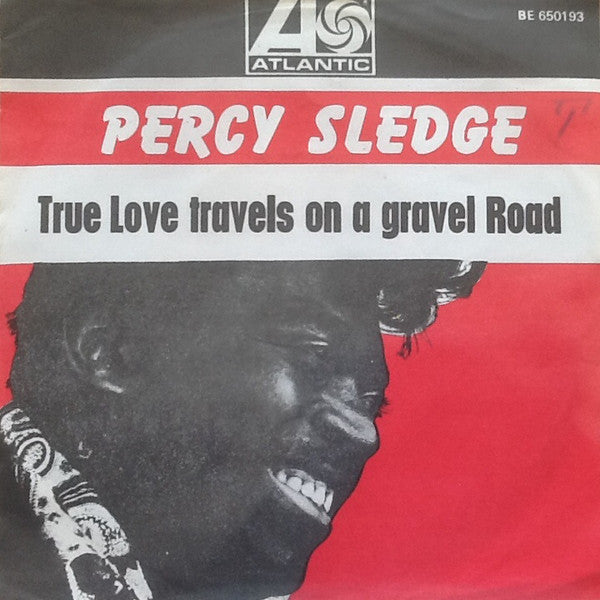 BE 650193
ATLANTIC
PERCY SLEDGE
True Love travels on a gravel Road